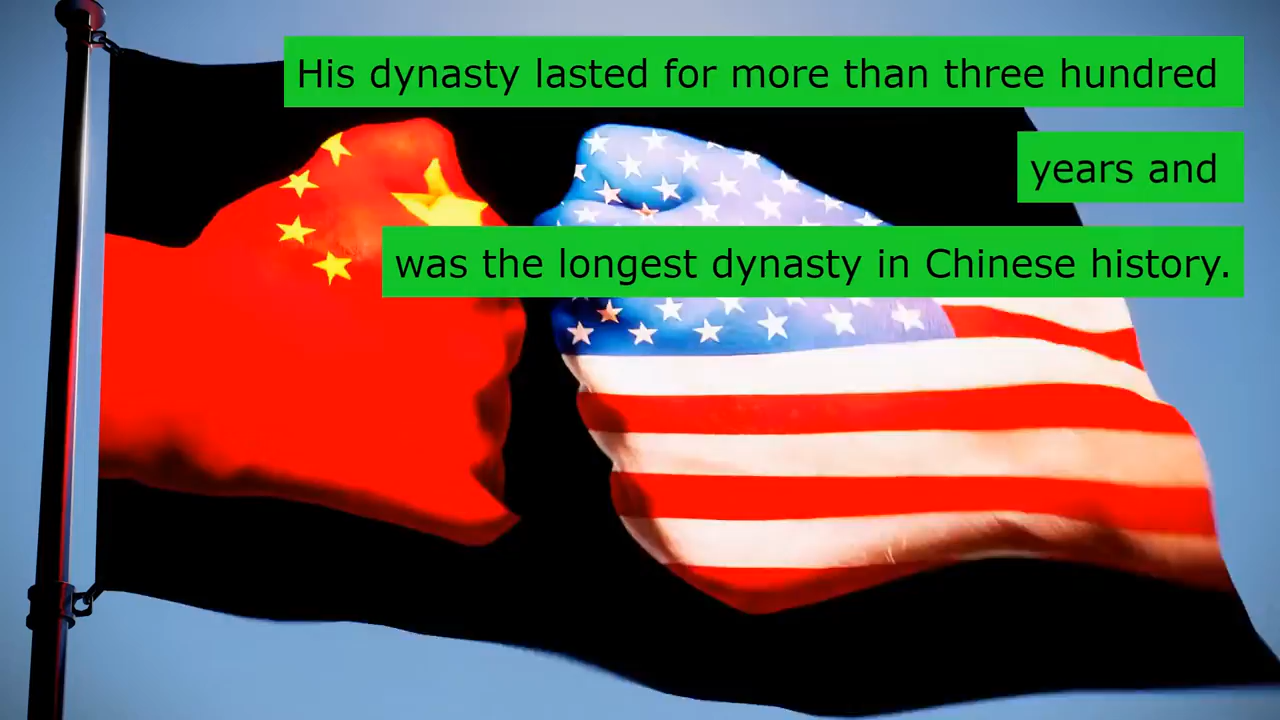 His dynasty lasted for more than three hundred
years and
was the longest dynasty in Chinese history.